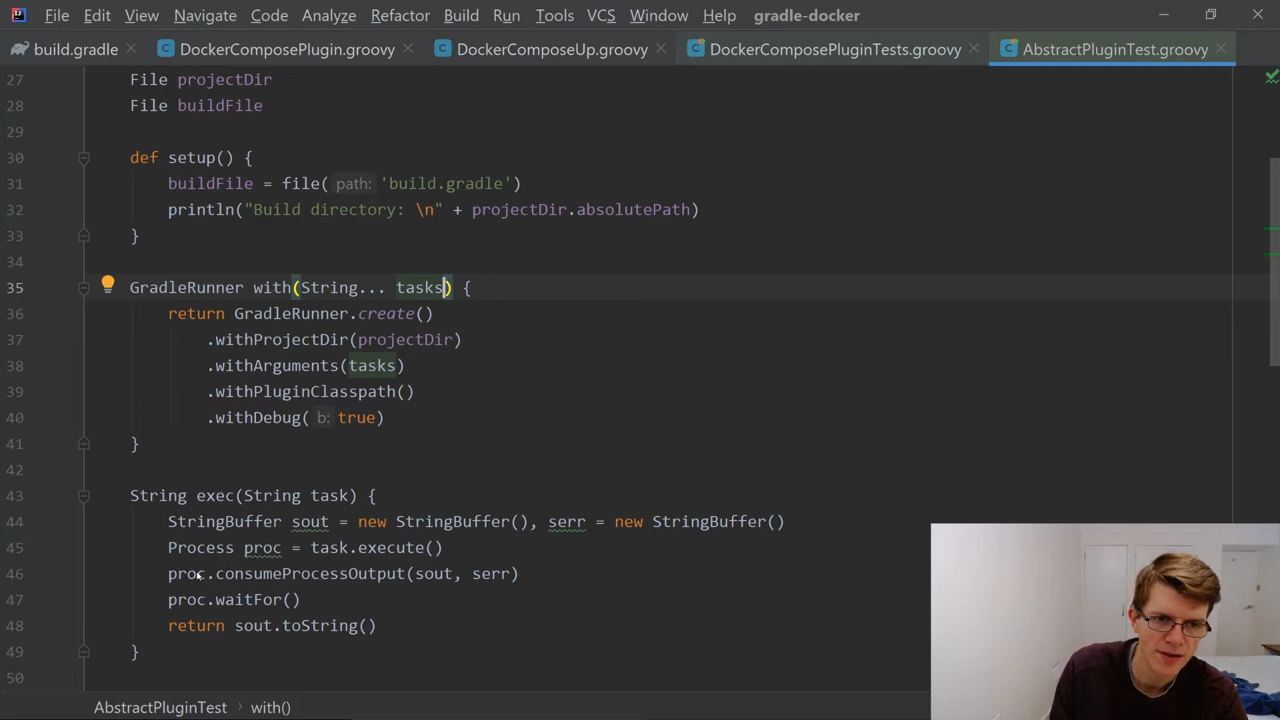 File Edit View Navigate Code Analyze Refactor Build Run Tools VCS Window Help gradle-docker
build.gradle DockerComposePlugin.groovy DockerComposeUp.groovy DockerComposePluginTests.groovy AbstractPluginTest.groovy
27 File projectDir
28 File buildFile
29
30 def setup() {
31 buildFile = file( path: 'build.gradle')
32 println("Build directory: \n" + projectDir.absolutePath)
33 }
34
35 GradleRunner with(String... tasks) {
36 return GradleRunner.create()
37 .withProjectDir(projectDir)
38 .withArguments(tasks)
39 .withPluginClasspath()
40 .withDebug( b: true)
41 }
42
43 String exec(String task) {
44 StringBuffer sout = new StringBuffer(), serr = new StringBuffer()
45 Process proc = task.execute()
46 proc.consumeProcessOutput(sout, serr)
47 proc.waitFor()
48 return sout.toString()
49 }
50
AbstractPluginTest > with()